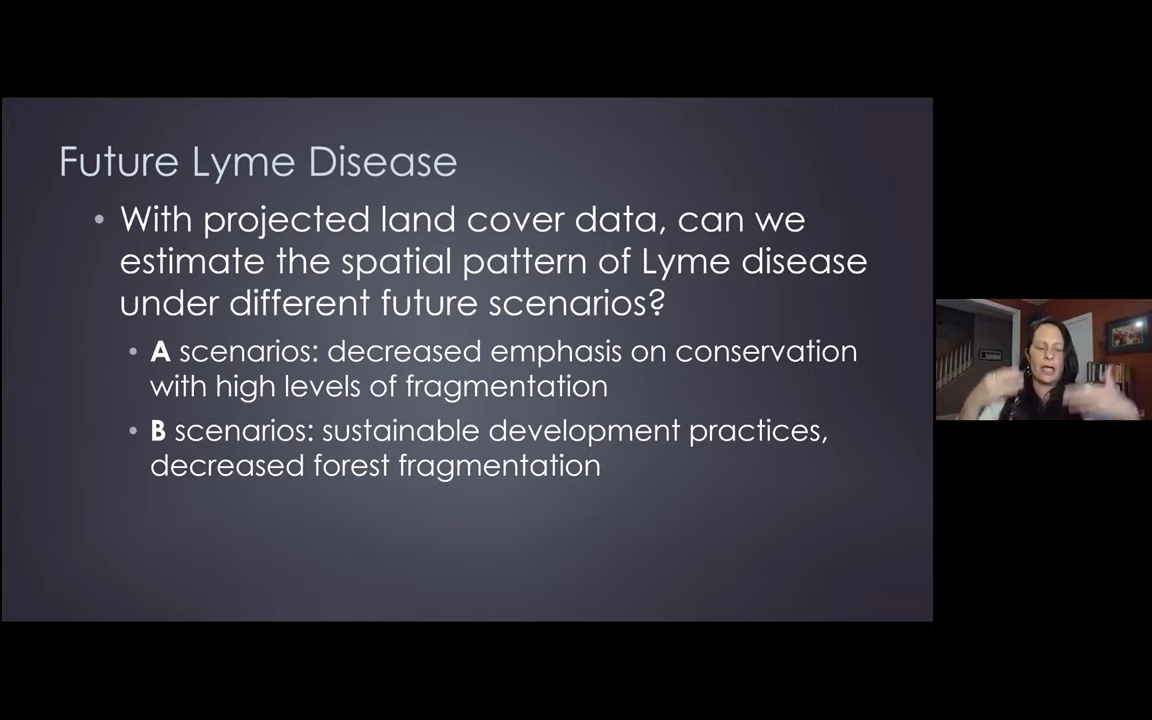 Future Lyme Disease
• With projected land cover data, can we
estimate the spatial pattern of Lyme disease
under different future scenarios?
• A scenarios: decreased emphasis on conservation
with high levels of fragmentation
• B scenarios: sustainable development practices,
decreased forest fragmentation